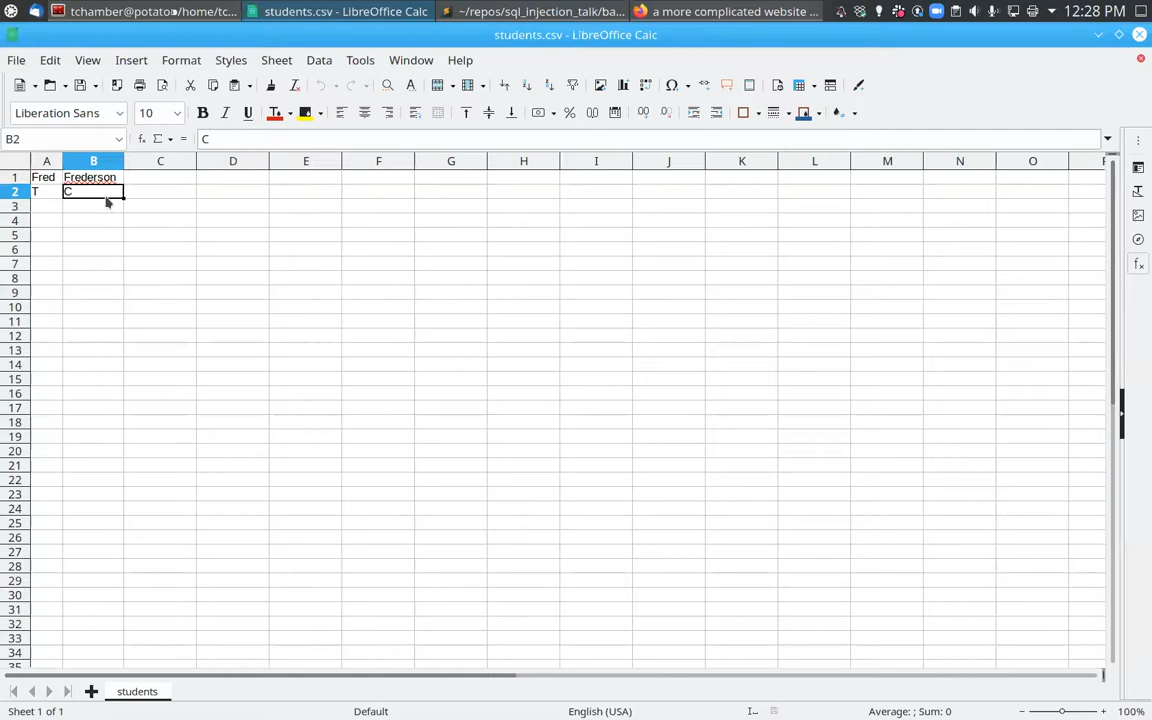 tchamber@potato:/home/tc...
students.csv - LibreOffice Calc
~/repos/sql_injection_talk/ba...
a more complicated website ...
12:28 PM
students.csv - LibreOffice Calc
File Edit View Insert Format Styles Sheet Data Tools Window Help
Liberation Sans 10
B2 C
A B C D E F G H I J K L M N O
1 Fred Frederson
2 T C
3
4
5
6
7
8
9
10
11
12
13
14
15
16
17
18
19
20
21
22
23
24
25
26
27
28
29
30
31
32
33
34
35
students
Sheet 1 of 1 Default English (USA) Average: ; Sum: 0 100%